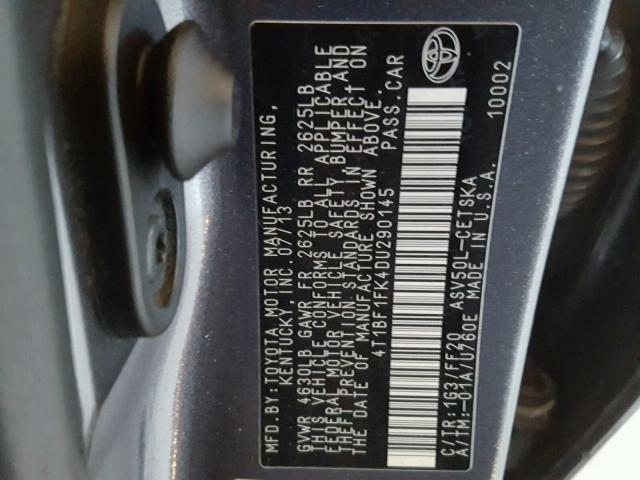 MFD.BY:TOYOTA MOTOR MANUFACTURING,
KENTUCKY, INC. 07/13
GVWR 4630LB GAWR FR 2625LB RR 2625LB
THIS VEHICLE CONFORMS TO ALL APPLICABLE
FEDERAL MOTOR VEHICLE SAFETY, BUMPER, AND
THEFT PREVENTION STANDARDS IN EFFECT ON
THE DATE OF MANUFACTURE SHOWN ABOVE.
4T1BF1FK4DU290145 PASS.CAR
C/TR:1G3/FF20 ASV50L-CETSKA
A/TM:-01A/U760E MADE IN U.S.A.
10002